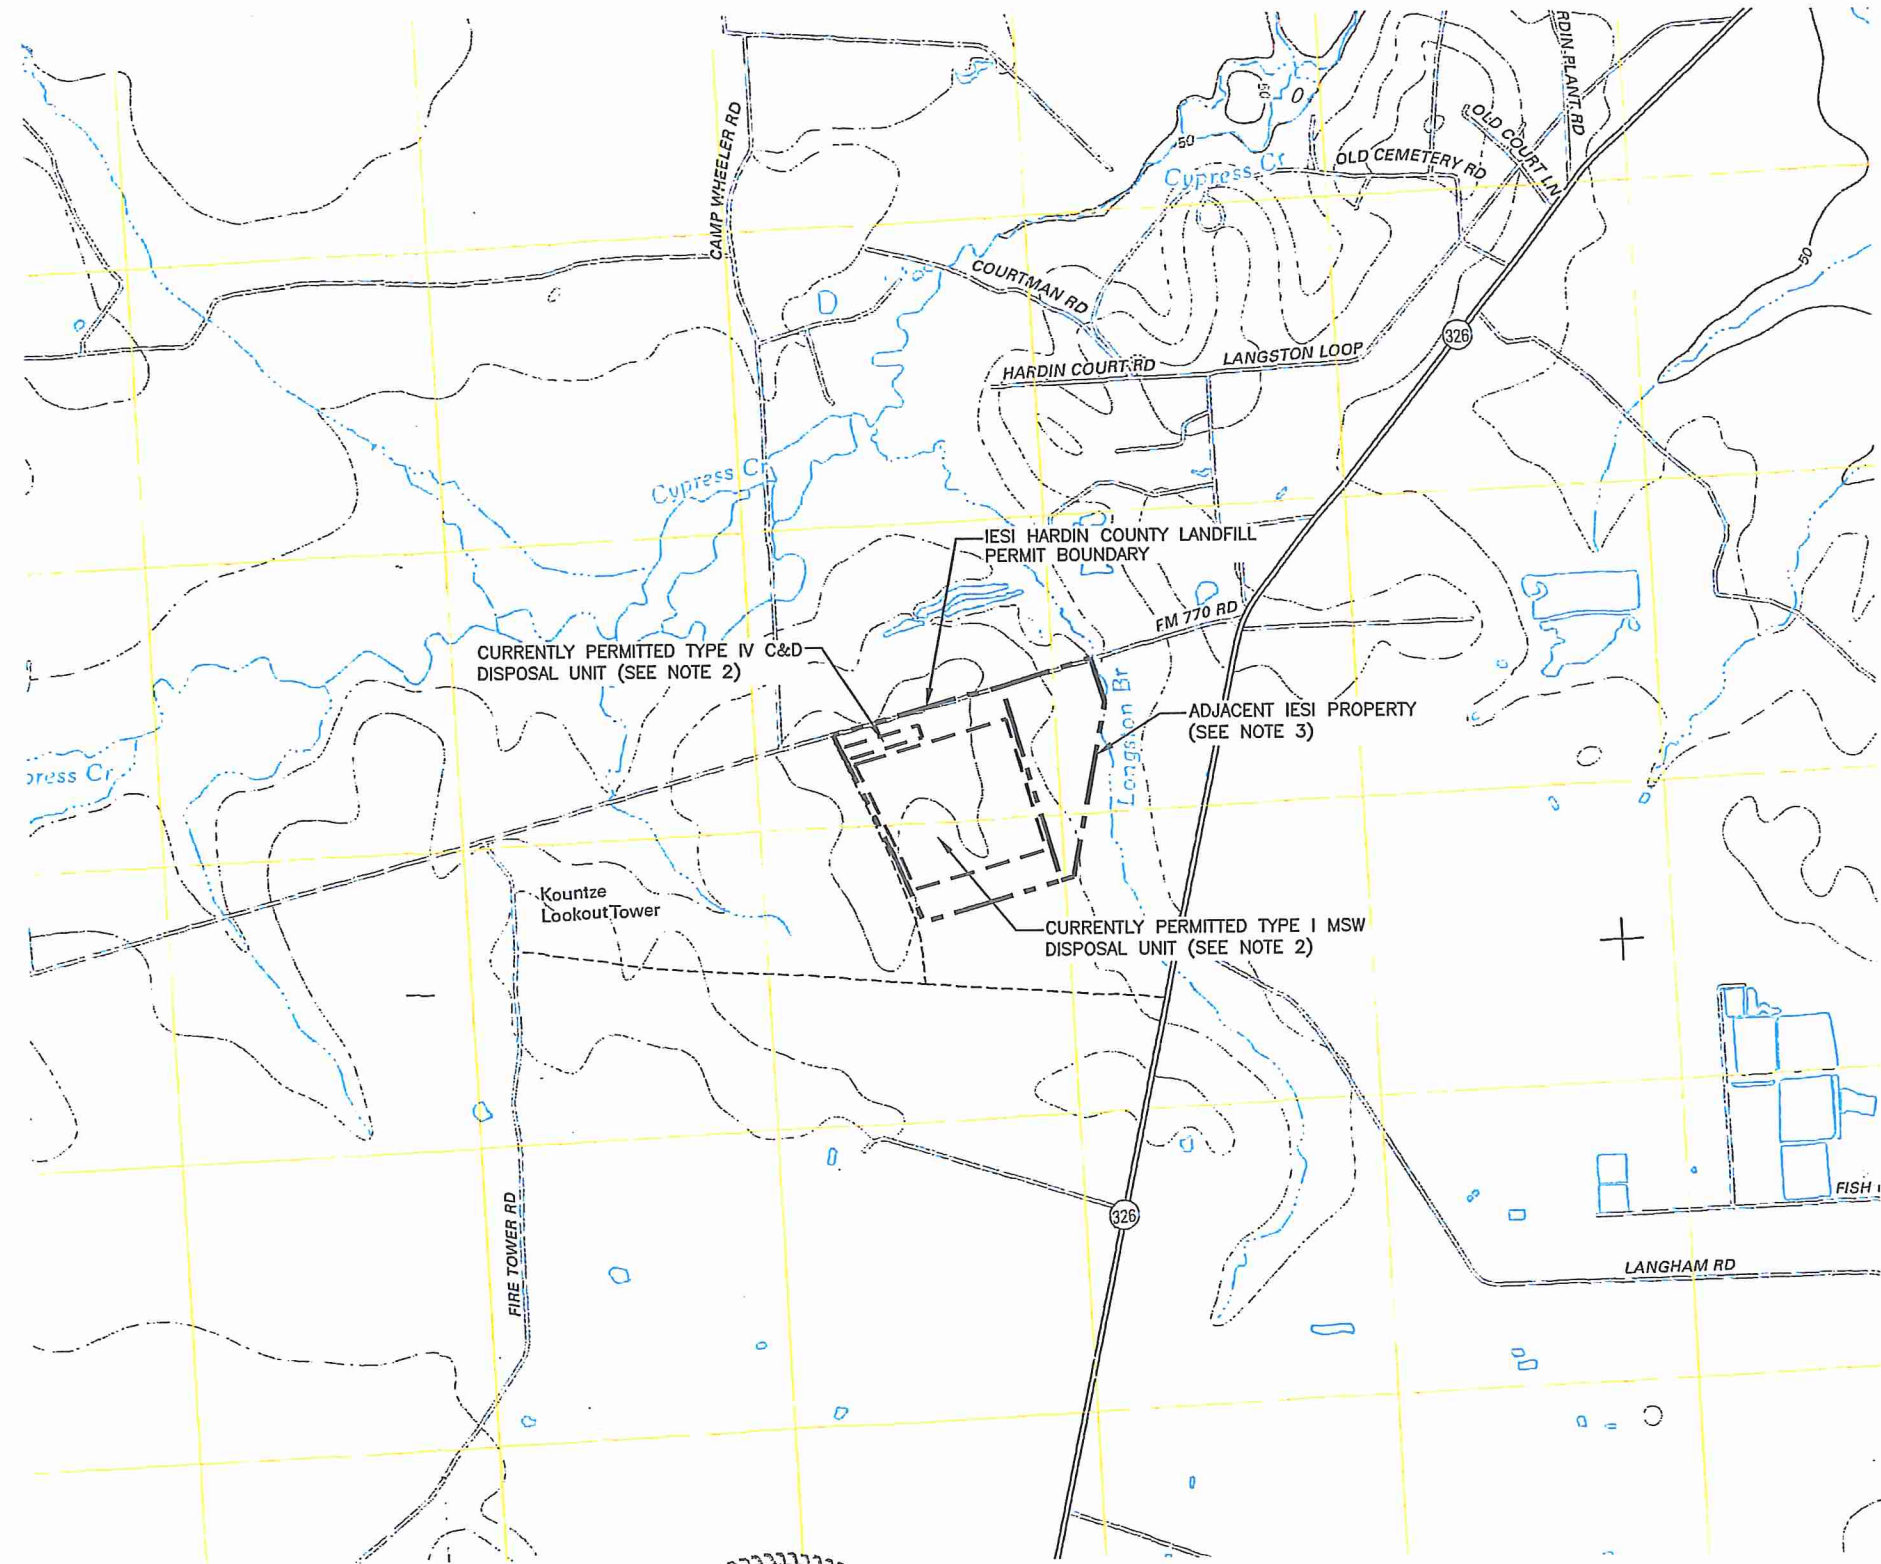 CAMP WHEELER RD
50
50
Cypress Cr
OLD CEMETERY RD
OLD COURT LN
RDIN PLANT RD
50
COURTMAN RD
D
326
HARDIN COURT RD
LANGSTON LOOP
Cypress Cr
IESI HARDIN COUNTY LANDFILL
PERMIT BOUNDARY
FM 770 RD
CURRENTLY PERMITTED TYPE IV C&D
DISPOSAL UNIT (SEE NOTE 2)
ADJACENT IESI PROPERTY
(SEE NOTE 3)
Langston Br
press Cr
Kountze
Lookout Tower
CURRENTLY PERMITTED TYPE I MSW
DISPOSAL UNIT (SEE NOTE 2)
FIRE TOWER RD
326
FISH
LANGHAM RD